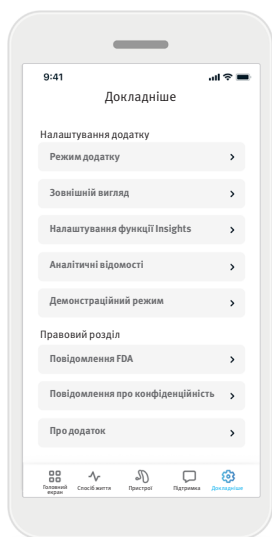 9:41
Докладніше
Налаштування додатку
Режим додатку
Зовнішній вигляд
Налаштування функції Insights
Аналітичні відомості
Демонстраційний режим
Правовий розділ
Повідомлення FDA
Повідомлення про конфіденційність
Про додаток
Головний екран
Спосіб життя
Пристрої
Підтримка
Докладніше